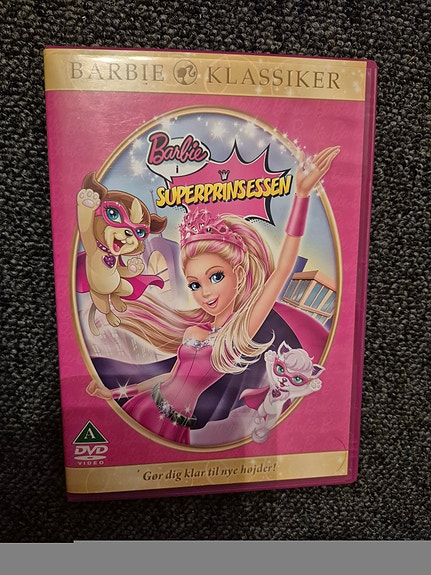 BARBIE KLASSIKER
Barbie
i
SUPERPRINSESSEN
A
DVD
VIDEO
Gør dig klar til nye højder!